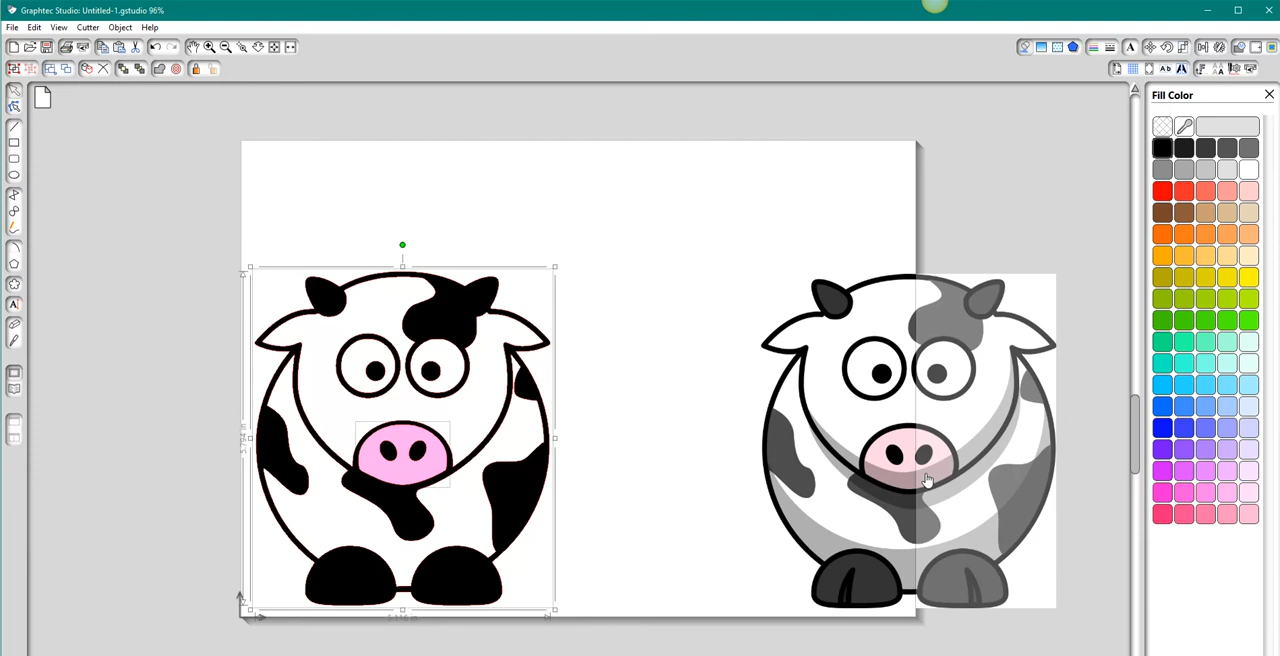 Graphtec Studio: Untitled-1.gstudio 96%
File Edit View Cutter Object Help
Fill Color